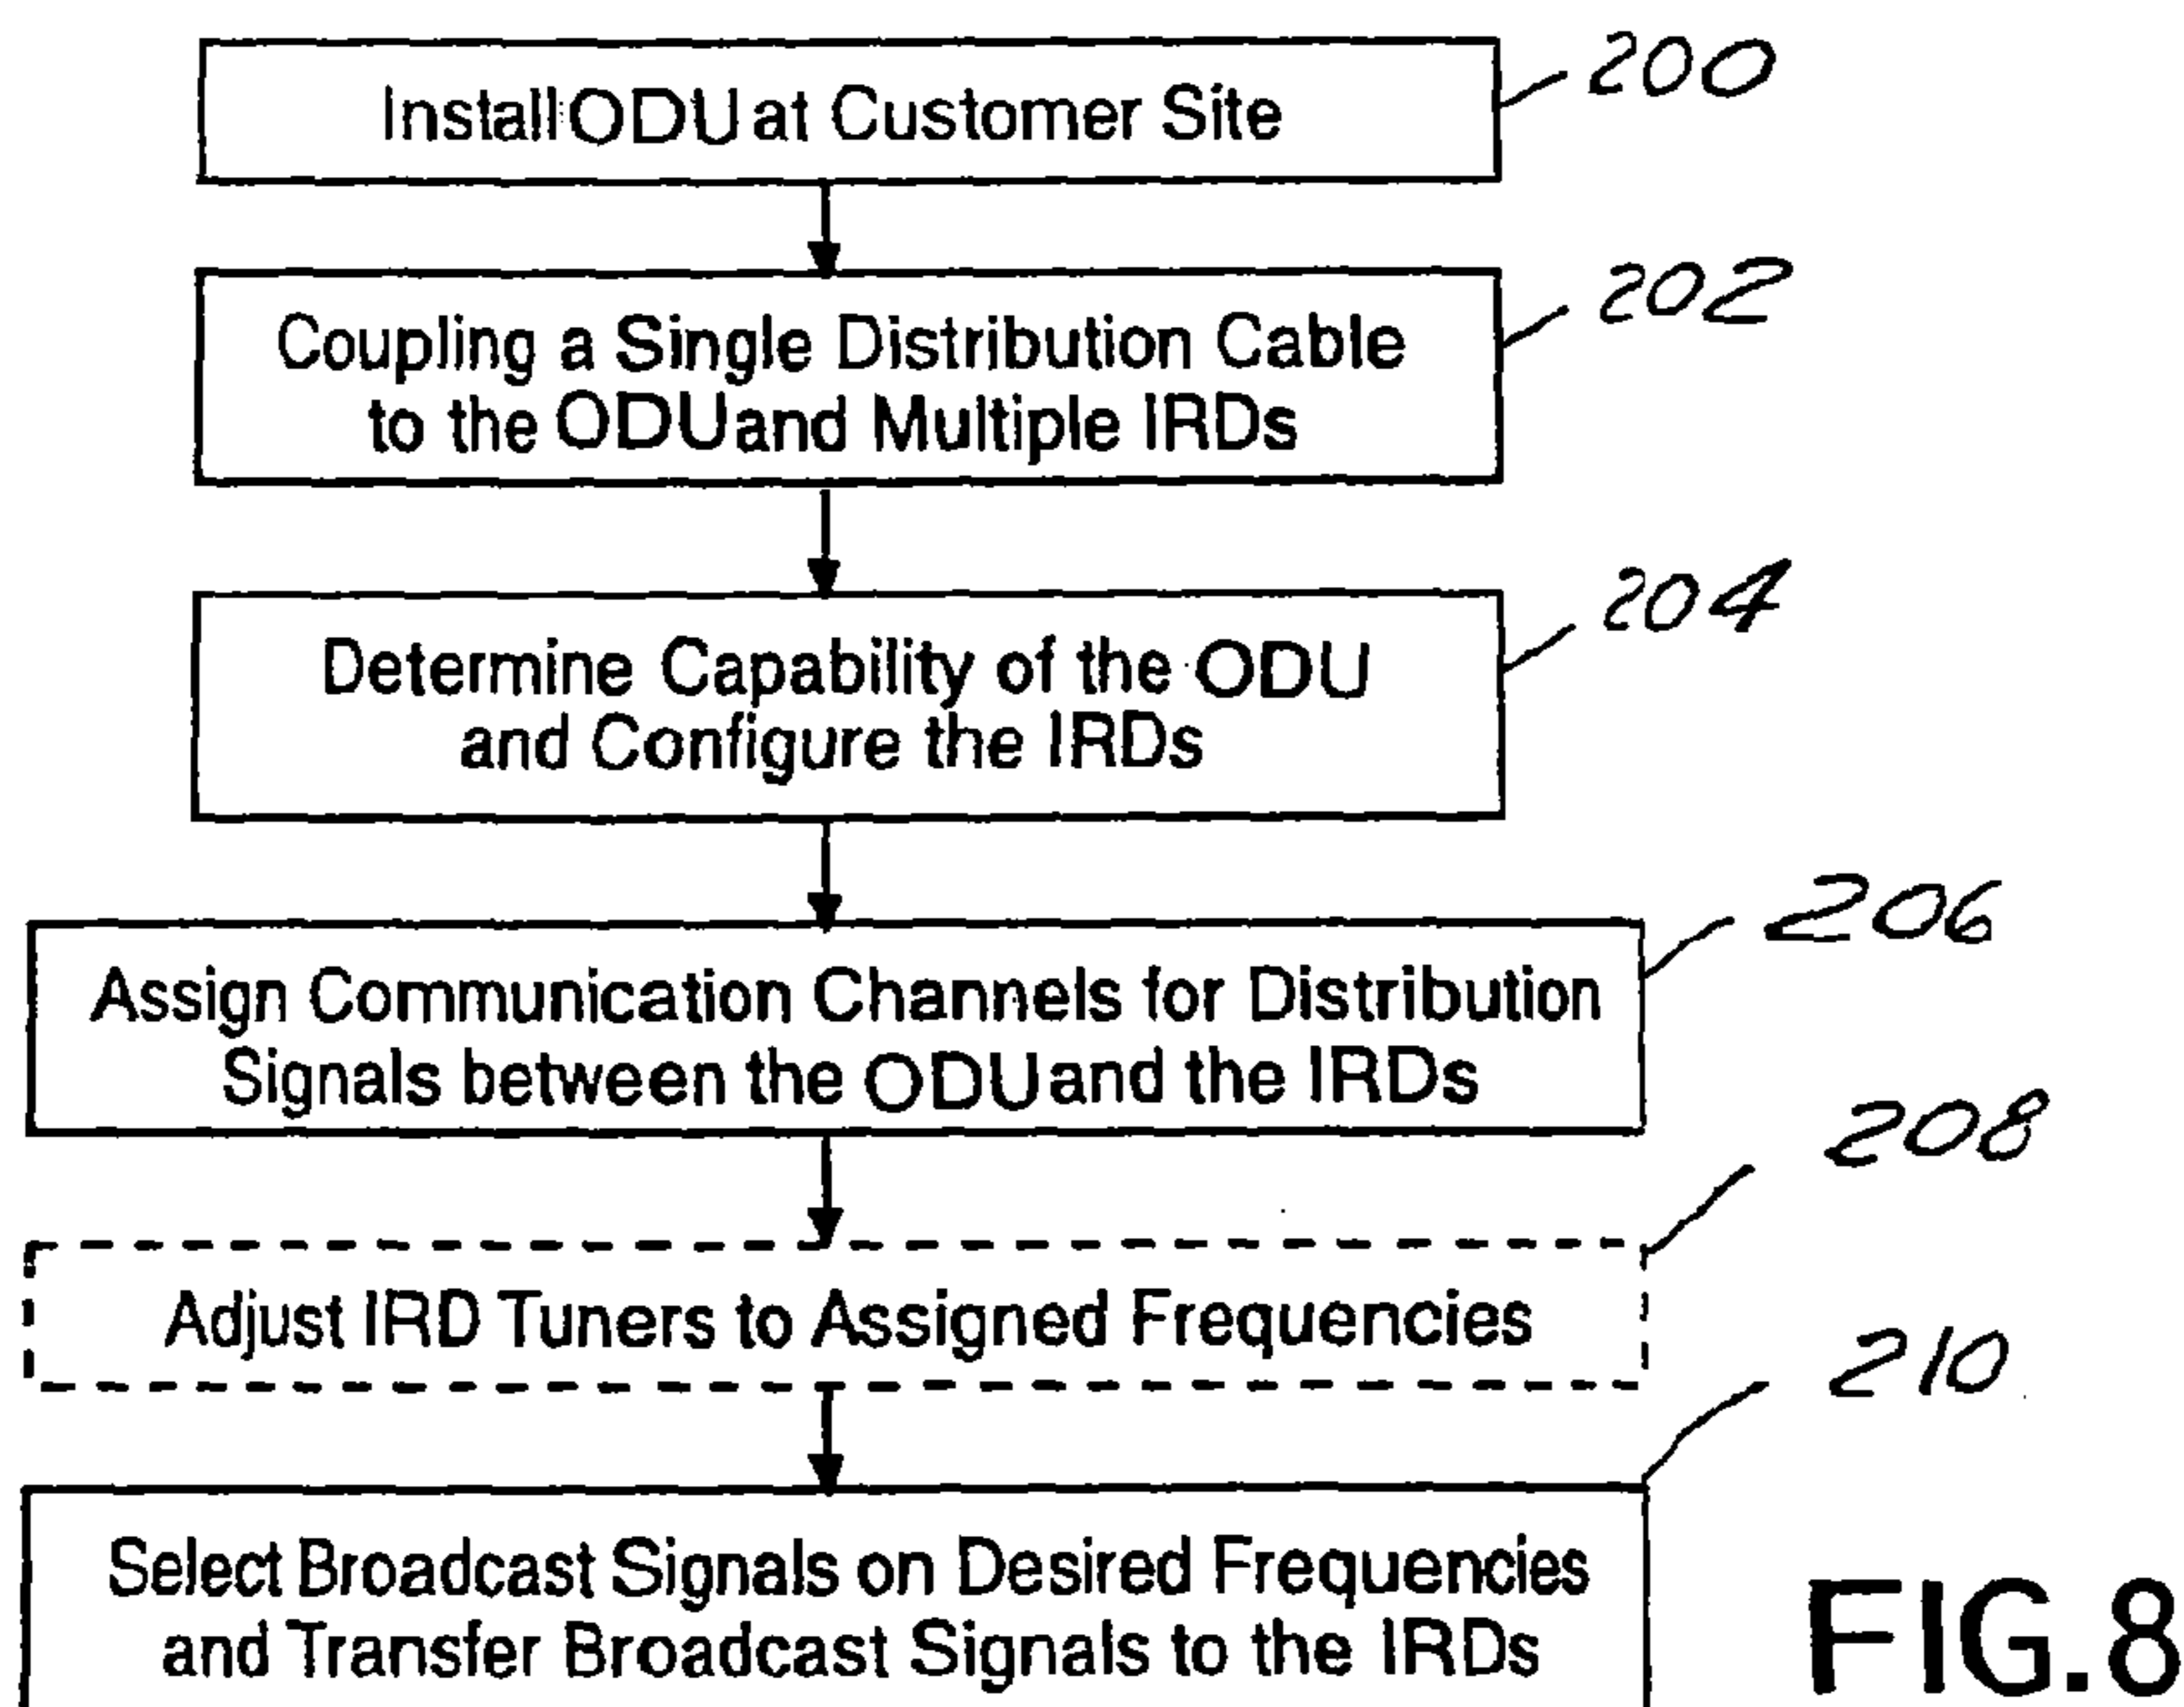 Install ODU at Customer Site
200
Coupling a Single Distribution Cable
to the ODU and Multiple IRDs
202
Determine Capability of the ODU
and Configure the IRDs
204
Assign Communication Channels for Distribution
Signals between the ODU and the IRDs
206
Adjust IRD Tuners to Assigned Frequencies
208
Select Broadcast Signals on Desired Frequencies
and Transfer Broadcast Signals to the IRDs
210
FIG.8